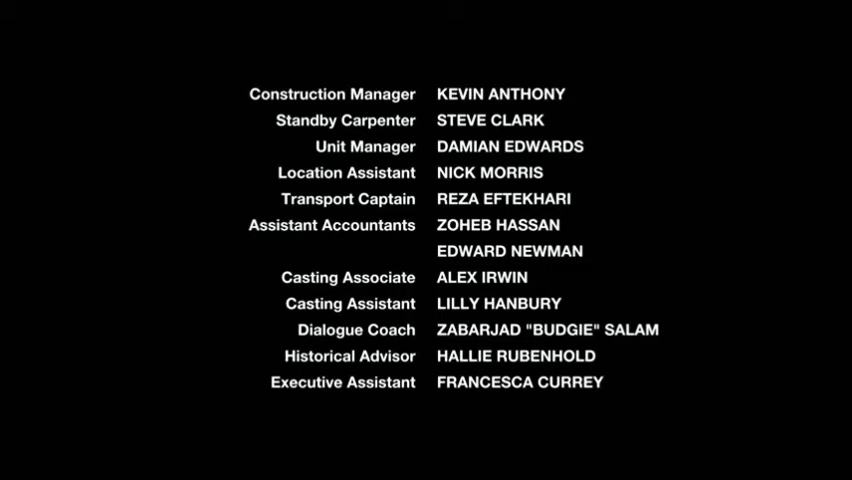 Construction Manager KEVIN ANTHONY
Standby Carpenter STEVE CLARK
Unit Manager DAMIAN EDWARDS
Location Assistant NICK MORRIS
Transport Captain REZA EFTEKHARI
Assistant Accountants ZOHEB HASSAN
EDWARD NEWMAN
Casting Associate ALEX IRWIN
Casting Assistant LILLY HANBURY
Dialogue Coach ZABARJAD "BUDGIE" SALAM
Historical Advisor HALLIE RUBENHOLD
Executive Assistant FRANCESCA CURREY